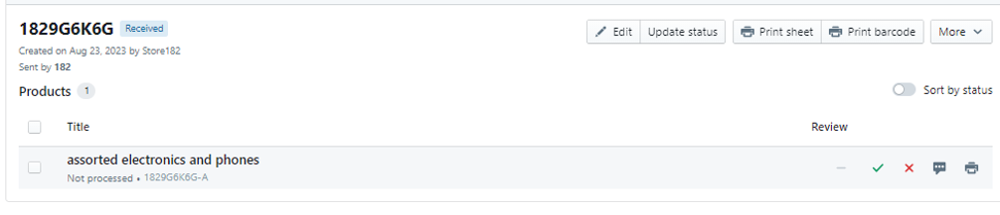 1829G6K6G Received Edit Update status Print sheet Print barcode More
Created on Aug 23, 2023 by Store182
Sent by 182
Products 1 Sort by status
Title Review
assorted electronics and phones
Not processed • 1829G6K6G-A